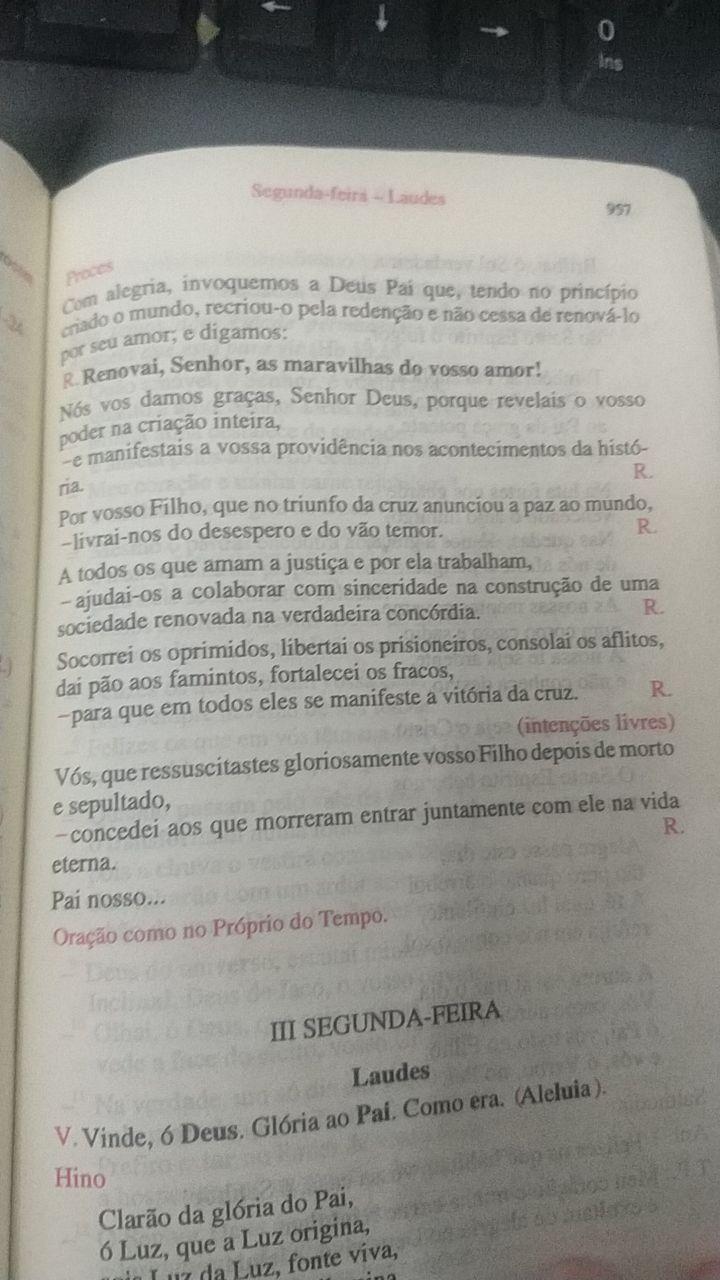 0
Ins
Segunda-feira – Laudes
957
Preces
Com alegria, invoquemos a Deus Pai que, tendo no princípio
criado o mundo, recriou-o pela redenção e não cessa de renová-lo
por seu amor; e digamos:
R. Renovai, Senhor, as maravilhas do vosso amor!
Nós vos damos graças, Senhor Deus, porque revelais o vosso
poder na criação inteira,
–e manifestais a vossa providência nos acontecimentos da histó-
ria. R.
Por vosso Filho, que no triunfo da cruz anunciou a paz ao mundo,
–livrai-nos do desespero e do vão temor. R.
A todos os que amam a justiça e por ela trabalham,
– ajudai-os a colaborar com sinceridade na construção de uma
sociedade renovada na verdadeira concórdia. R.
Socorrei os oprimidos, libertai os prisioneiros, consolai os aflitos,
dai pão aos famintos, fortalecei os fracos,
–para que em todos eles se manifeste a vitória da cruz. R.
(intenções livres)
Vós, que ressuscitastes gloriosamente vosso Filho depois de morto
e sepultado,
–concedei aos que morreram entrar juntamente com ele na vida
eterna. R.
Pai nosso...
Oração como no Próprio do Tempo.
III SEGUNDA-FEIRA
Laudes
V. Vinde, ó Deus. Glória ao Pai. Como era. (Aleluia).
Hino
Clarão da glória do Pai,
ó Luz, que a Luz origina,
sois Luz da Luz, fonte viva,